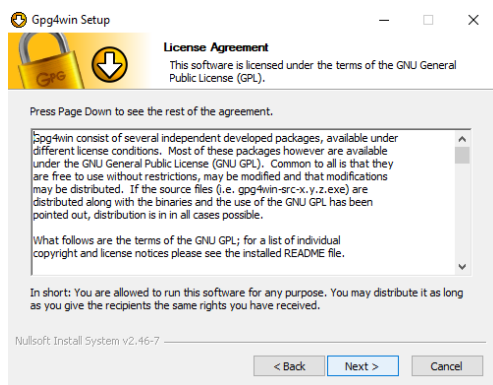 Gpg4win Setup
License Agreement
This software is licensed under the terms of the GNU General
Public License (GPL).
GPG
Press Page Down to see the rest of the agreement.
Gpg4win consist of several independent developed packages, available under
different license conditions.  Most of these packages however are available
under the GNU General Public License (GNU GPL).  Common to all is that they
are free to use without restrictions, may be modified and that modifications
may be distributed.  If the source files (i.e. gpg4win-src-x.y.z.exe) are
distributed along with the binaries and the use of the GNU GPL has been
pointed out, distribution is in in all cases possible.
What follows are the terms of the GNU GPL; for a list of individual
copyright and license notices please see the installed README file.
In short: You are allowed to run this software for any purpose. You may distribute it as long
as you give the recipients the same rights you have received.
Nullsoft Install System v2.46-7
< Back
Next >
Cancel